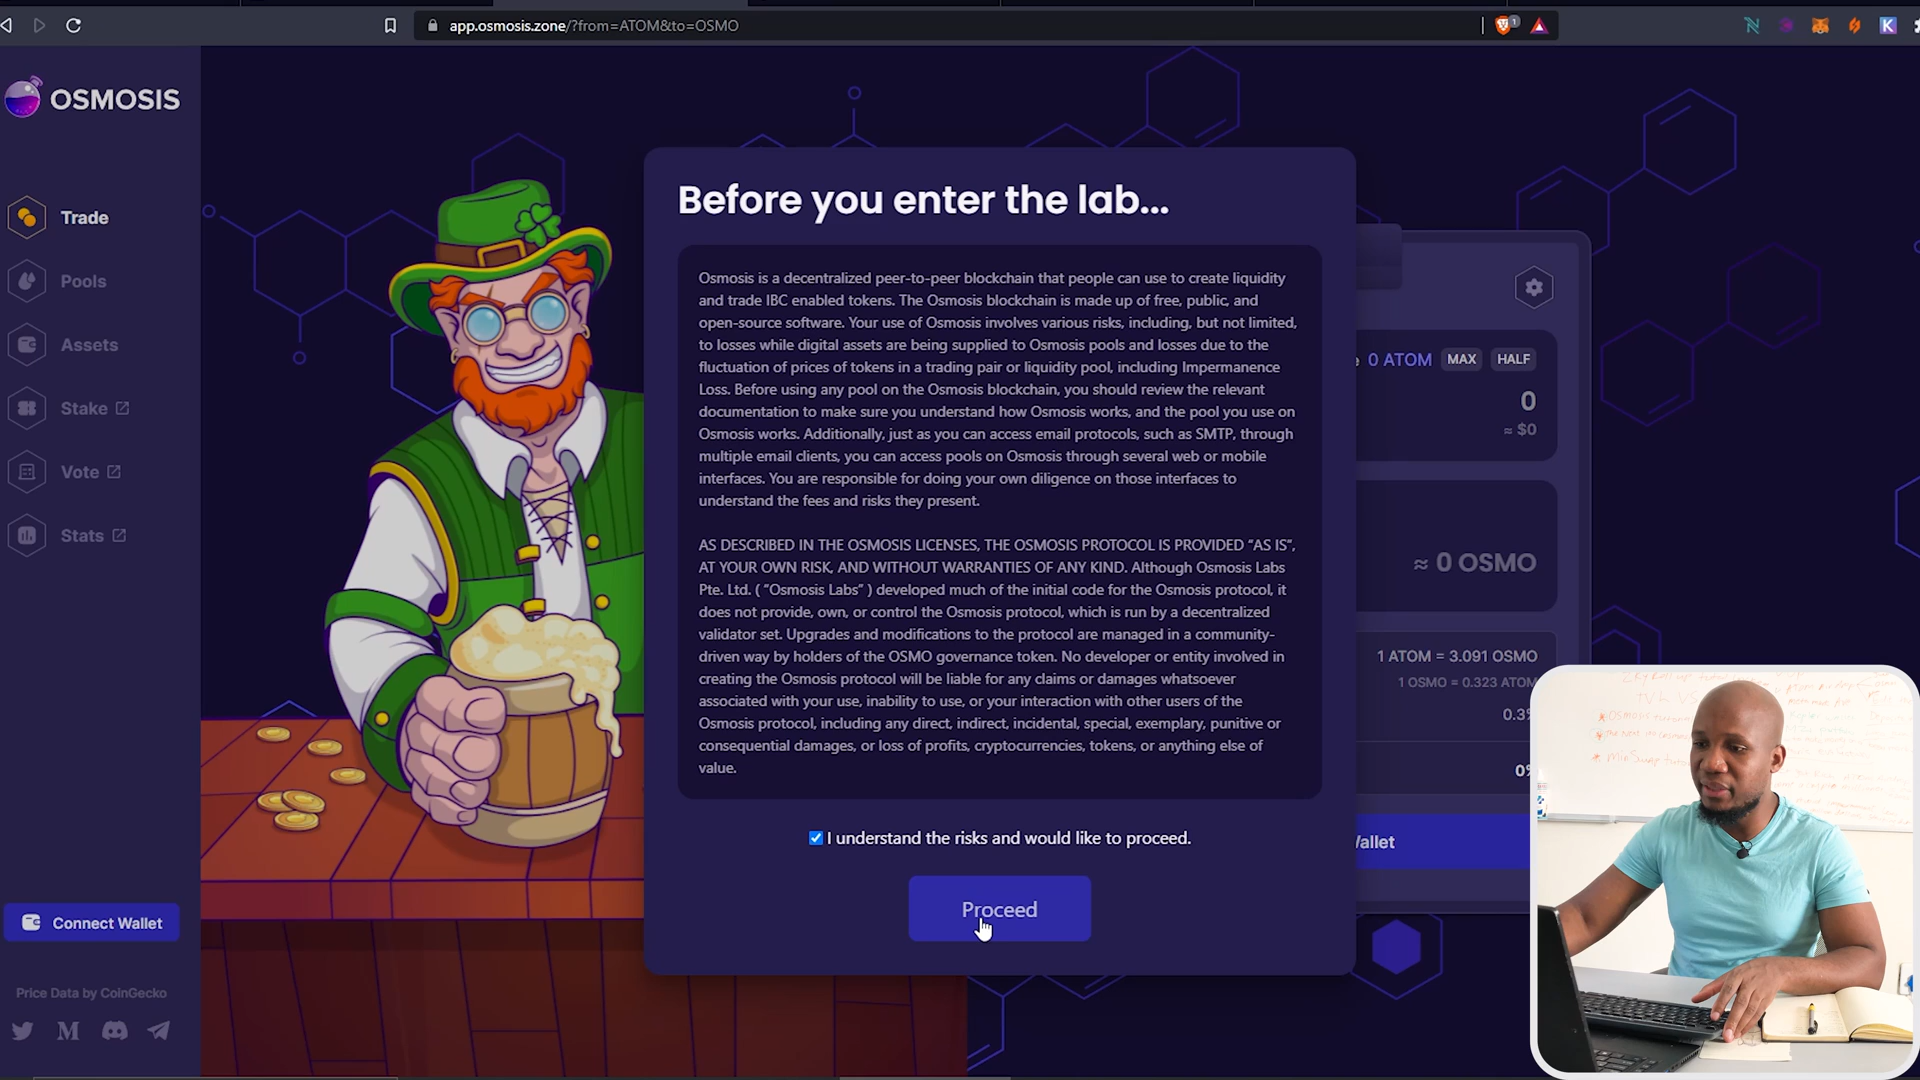 app.osmosis.zone/?from=ATOM&to=OSMO
1
K
OSMOSIS
Trade
Pools
Assets
Stake
Vote
Stats
Connect Wallet
Price Data by CoinGecko
Before you enter the lab...
Osmosis is a decentralized peer-to-peer blockchain that people can use to create liquidity
and trade IBC enabled tokens. The Osmosis blockchain is made up of free, public, and
open-source software. Your use of Osmosis involves various risks, including, but not limited,
to losses while digital assets are being supplied to Osmosis pools and losses due to the
fluctuation of prices of tokens in a trading pair or liquidity pool, including Impermanence
Loss. Before using any pool on the Osmosis blockchain, you should review the relevant
documentation to make sure you understand how Osmosis works, and the pool you use on
Osmosis works. Additionally, just as you can access email protocols, such as SMTP, through
multiple email clients, you can access pools on Osmosis through several web or mobile
interfaces. You are responsible for doing your own diligence on those interfaces to
understand the fees and risks they present.
AS DESCRIBED IN THE OSMOSIS LICENSES, THE OSMOSIS PROTOCOL IS PROVIDED “AS IS”,
AT YOUR OWN RISK, AND WITHOUT WARRANTIES OF ANY KIND. Although Osmosis Labs
Pte. Ltd. ( “Osmosis Labs” ) developed much of the initial code for the Osmosis protocol, it
does not provide, own, or control the Osmosis protocol, which is run by a decentralized
validator set. Upgrades and modifications to the protocol are managed in a community-
driven way by holders of the OSMO governance token. No developer or entity involved in
creating the Osmosis protocol will be liable for any claims or damages whatsoever
associated with your use, inability to use, or your interaction with other users of the
Osmosis protocol, including any direct, indirect, incidental, special, exemplary, punitive or
consequential damages, or loss of profits, cryptocurrencies, tokens, or anything else of
value.
I understand the risks and would like to proceed.
Proceed
0 ATOM MAX HALF
0
≈ $0
≈ 0 OSMO
1 ATOM = 3.091 OSMO
1 OSMO = 0.323 ATOM
0.3%
0%
allet